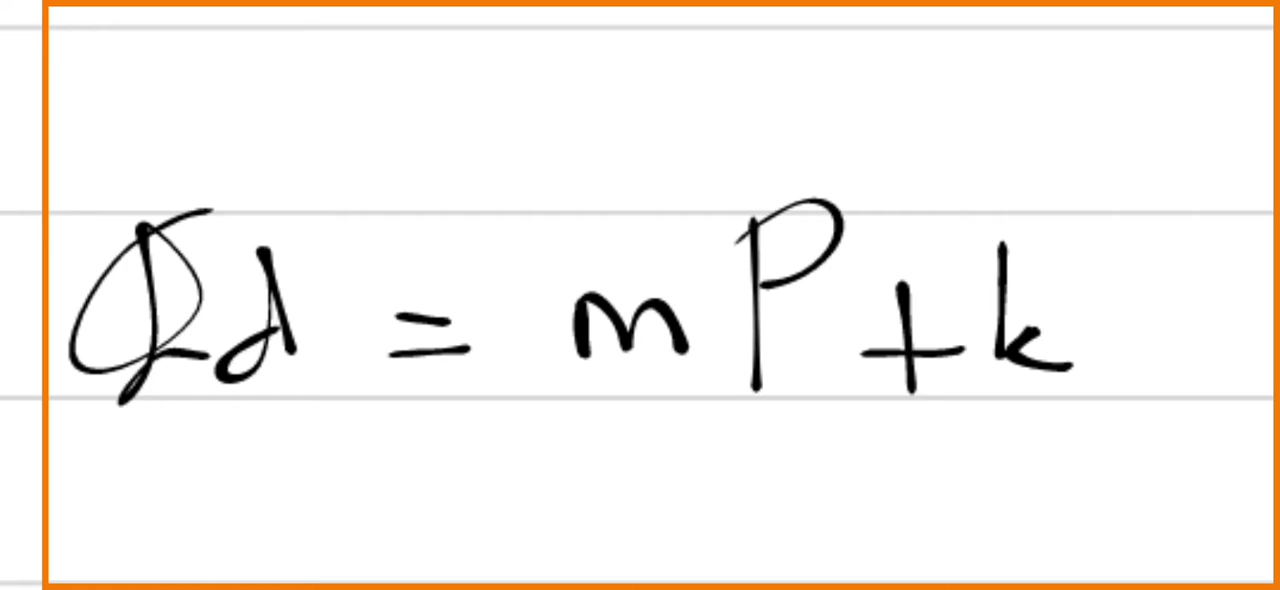 Qd = mP + k